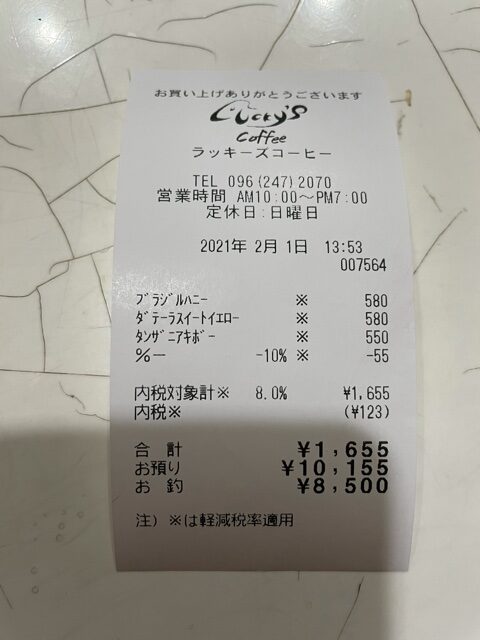 お買い上げありがとうございます
Lucky's
Coffee
ラッキーズコーヒー
TEL 096(247)2070
営業時間 AM10:00～PM7:00
定休日:日曜日
2021年 2月 1日 13:53
007564
ﾌﾞﾗｼﾞﾙﾊﾆｰ ※ 580
ﾀﾞﾃｰﾗｽｲｰﾄｲｴﾛｰ ※ 580
ﾀﾝｻﾞﾆｱｷﾎﾞｰ ※ 550
%ー -10% ※ -55
内税対象計※ 8.0% ¥1,655
内税※ (¥123)
合 計 ¥1,655
お預り ¥10,155
お 釣 ¥8,500
注) ※は軽減税率適用